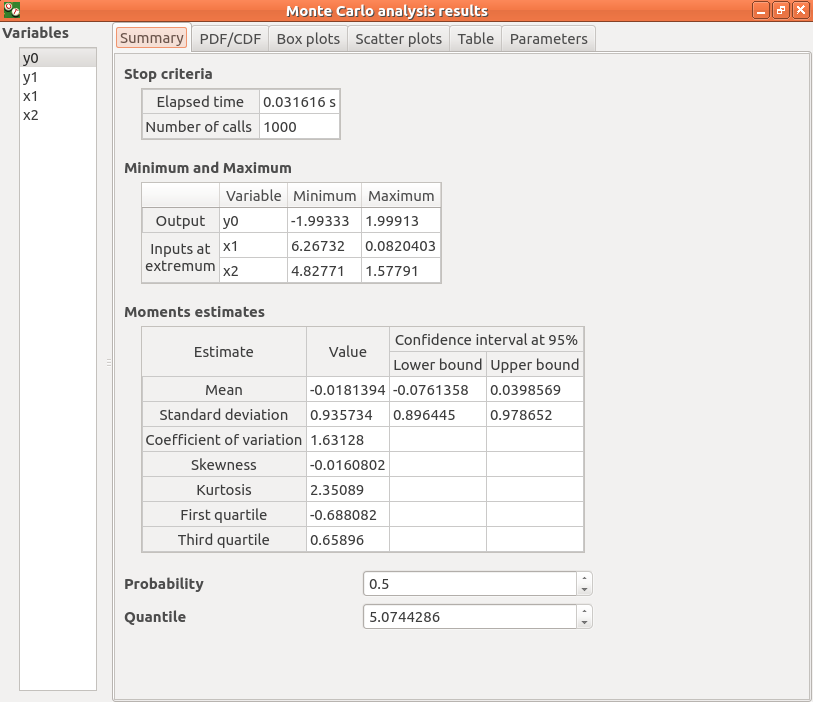 Monte Carlo analysis results
Variables
y0
y1
x1
x2
Summary PDF/CDF Box plots Scatter plots Table Parameters
Stop criteria
Elapsed time 0.031616 s
Number of calls 1000
Minimum and Maximum
Variable Minimum Maximum
Output y0 -1.99333 1.99913
Inputs at extremum x1 6.26732 0.0820403
x2 4.82771 1.57791
Moments estimates
Estimate Value Confidence interval at 95%
Lower bound Upper bound
Mean -0.0181394 -0.0761358 0.0398569
Standard deviation 0.935734 0.896445 0.978652
Coefficient of variation 1.63128
Skewness -0.0160802
Kurtosis 2.35089
First quartile -0.688082
Third quartile 0.65896
Probability 0.5
Quantile 5.0744286